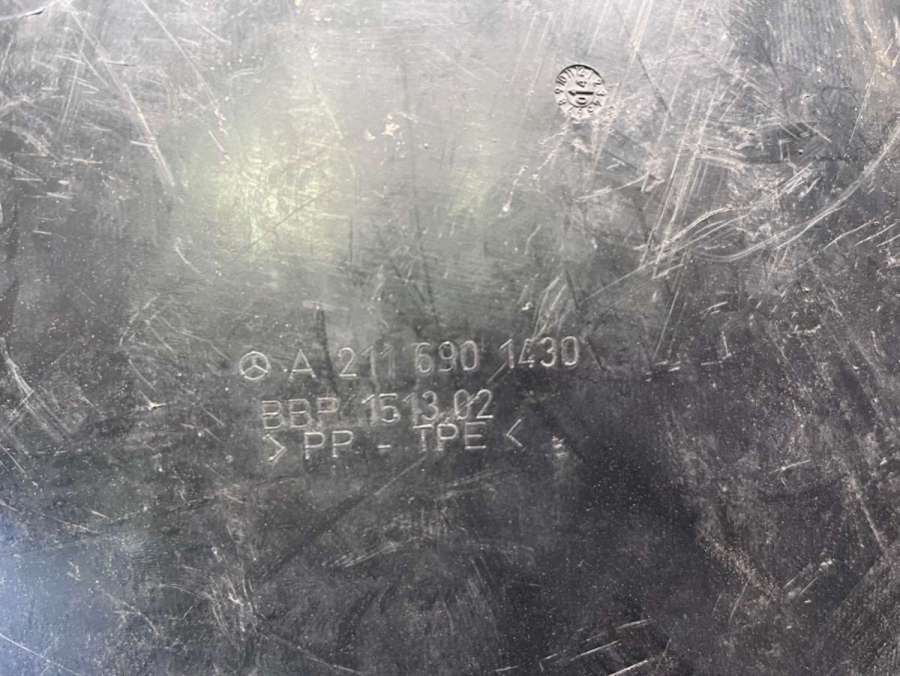 A 211 690 1430
BBP 1513.02
> PP - TPE <